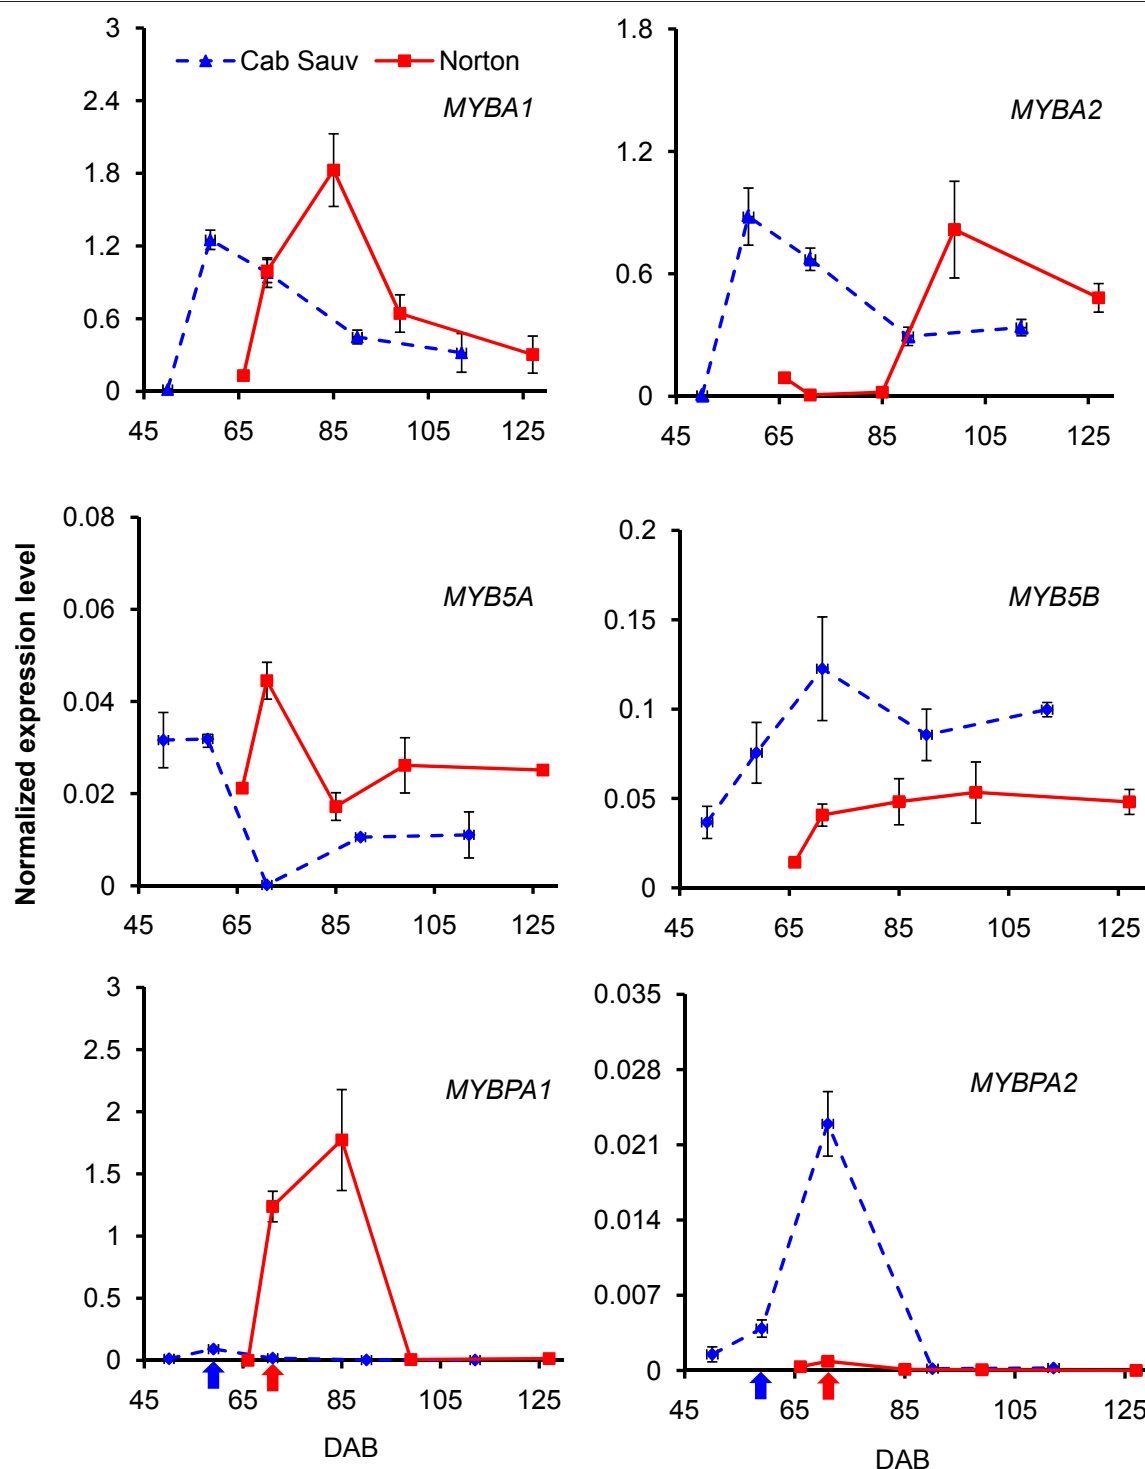 3
2.4
1.8
1.2
0.6
0
45 65 85 105 125
Cab Sauv Norton
MYBA1
1.8
1.2
0.6
0
45 65 85 105 125
MYBA2
Normalized expression level
0.08
0.06
0.04
0.02
0
45 65 85 105 125
MYB5A
0.2
0.15
0.1
0.05
0
45 65 85 105 125
MYB5B
3
2.5
2
1.5
1
0.5
0
45 65 85 105 125
MYBPA1
DAB
0.035
0.028
0.021
0.014
0.007
0
45 65 85 105 125
MYBPA2
DAB